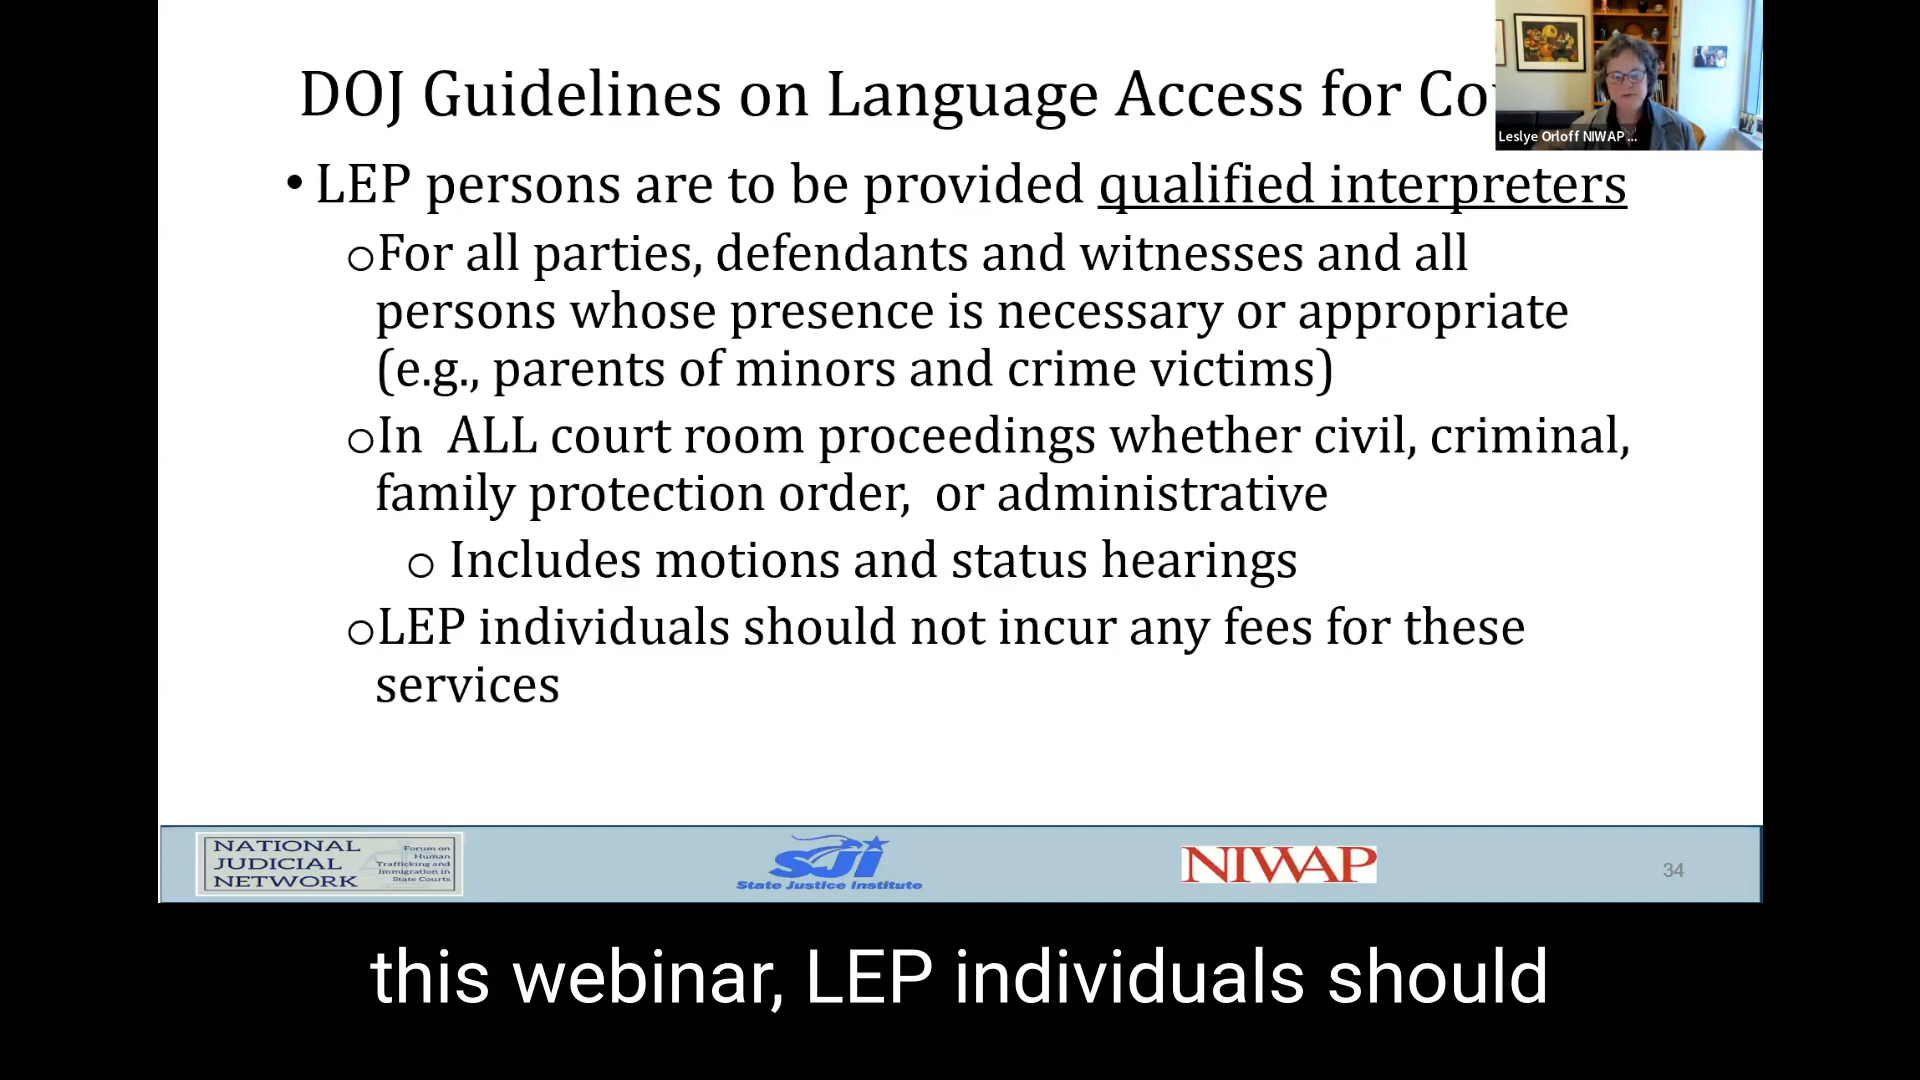 DOJ Guidelines on Language Access for Co
Leslye Orloff NIWAP ...
• LEP persons are to be provided qualified interpreters
oFor all parties, defendants and witnesses and all
persons whose presence is necessary or appropriate
(e.g., parents of minors and crime victims)
oIn ALL court room proceedings whether civil, criminal,
family protection order, or administrative
o Includes motions and status hearings
oLEP individuals should not incur any fees for these
services
NATIONAL
JUDICIAL
NETWORK
Forum on
Human
Trafficking and
Immigration in
State Courts
SJI
State Justice Institute
NIWAP
34
this webinar, LEP individuals should